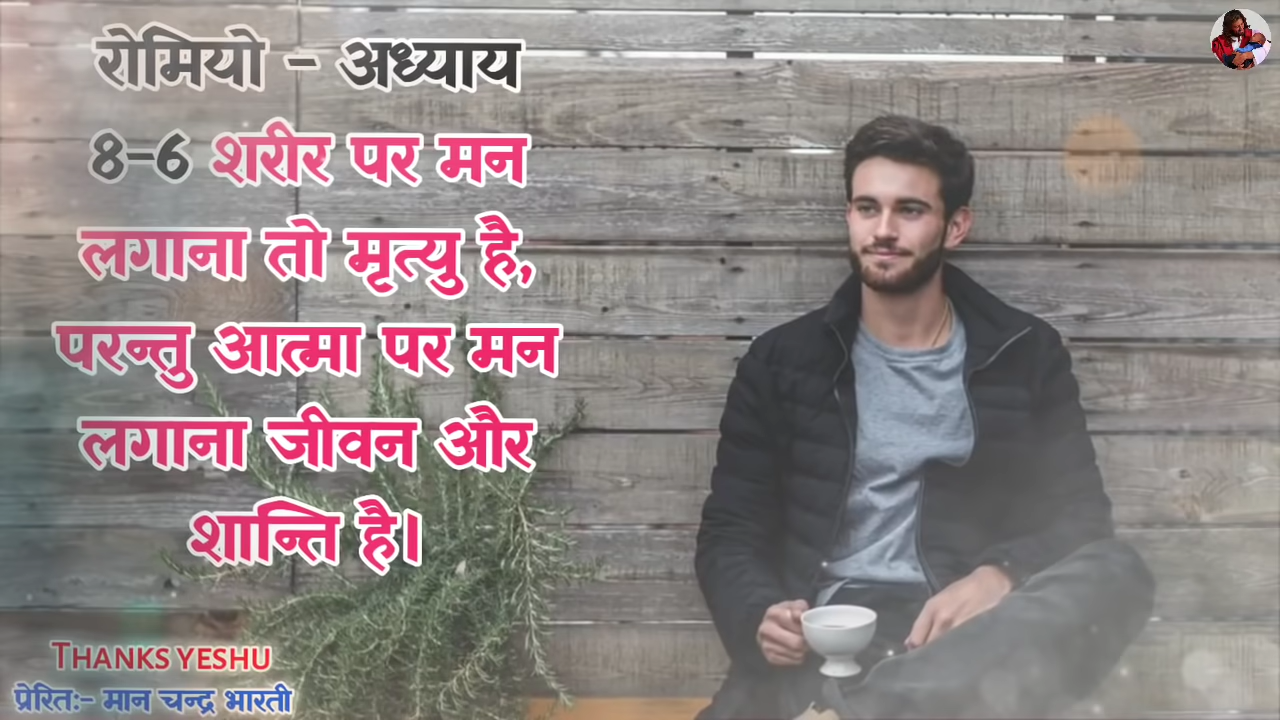 रोमियो - अध्याय
8-6 शरीर पर मन
लगाना तो मृत्यु है,
परन्तु आत्मा पर मन
लगाना जीवन और
शान्ति है।
THANKS YESHU
प्रेरितः- मान चन्द्र भारती